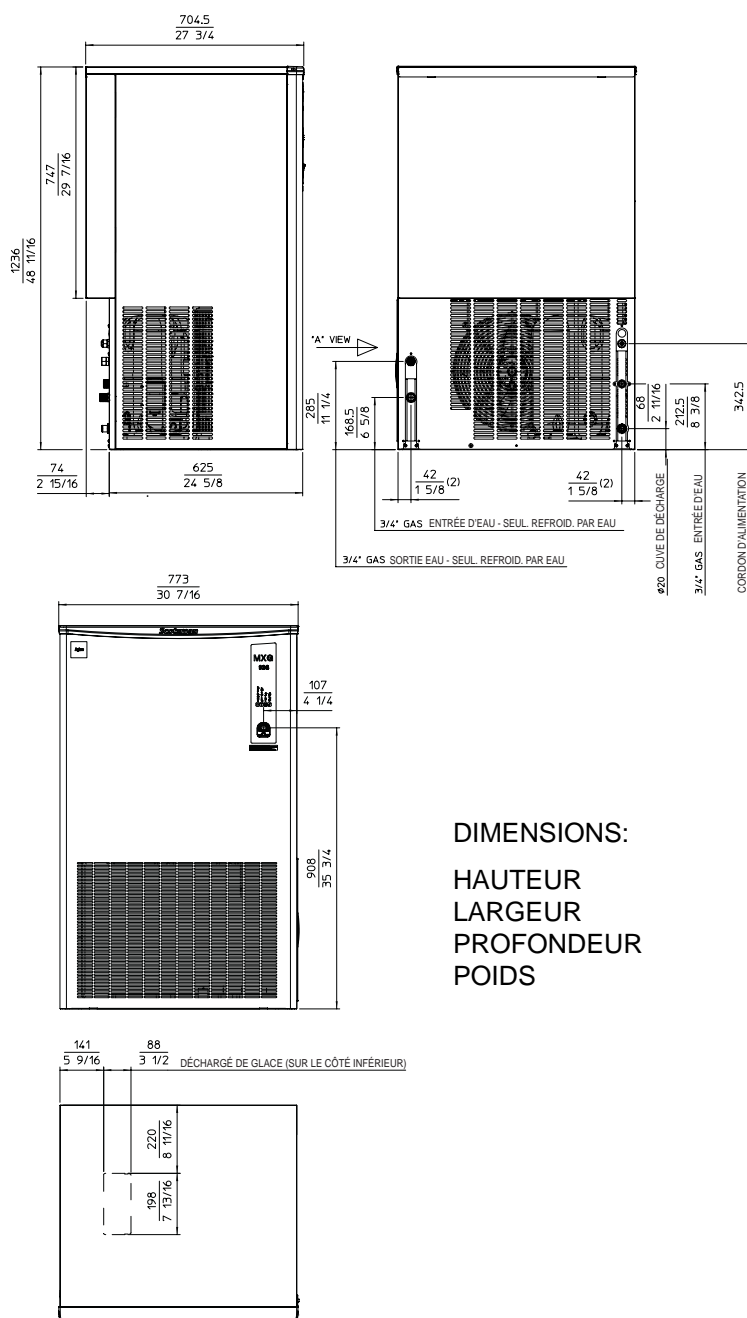 704.5
27 3/4
747
29 7/16
1236
48 11/16
"A" VIEW
285
11 1/4
168.5
6 5/8
68
2 11/16
212.5
8 3/8
342.5
74
2 15/16
625
24 5/8
42 (2)
1 5/8
42 (2)
1 5/8
3/4" GAS ENTRÉE D'EAU - SEUL. REFROID. PAR EAU
3/4" GAS SORTIE EAU - SEUL. REFROID. PAR EAU
ø20 CUVE DE DÉCHARGE
3/4" GAS ENTRÉE D'EAU
CORDON D'ALIMENTATION
773
30 7/16
Scotsman
MXG
107
4 1/4
908
35 3/4
DIMENSIONS:
HAUTEUR
LARGEUR
PROFONDEUR
POIDS
141
5 9/16
88
3 1/2
DÉCHARGÉ DE GLACE (SUR LE CÔTÉ INFÉRIEUR)
220
8 11/16
198
7 13/16